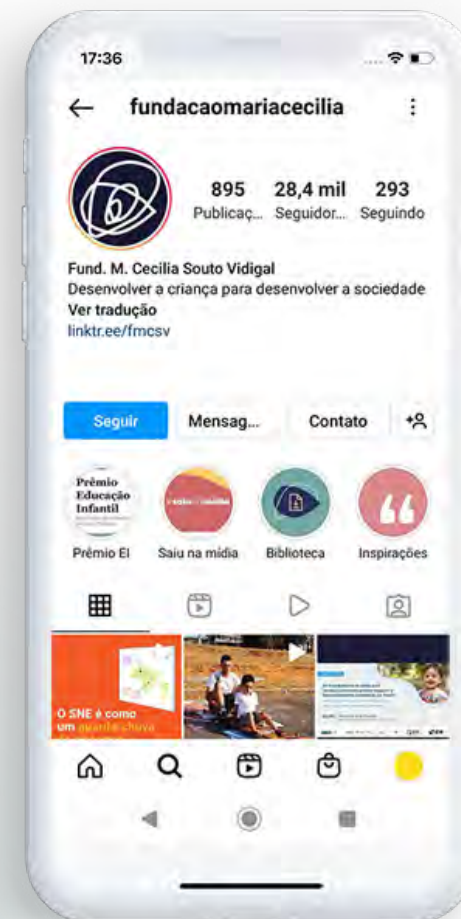 17:36
fundacaomariacecilia
895 28,4 mil 293
Publicaç... Seguidor... Seguindo
Fund. M. Cecilia Souto Vidigal
Desenvolver a criança para desenvolver a sociedade
Ver tradução
linktr.ee/fmcsv
Seguir Mensag... Contato
Prêmio
Educação
Infantil
Prêmio EI Saiu na mídia Biblioteca Inspirações
O SNE é como
um guarda-chuva